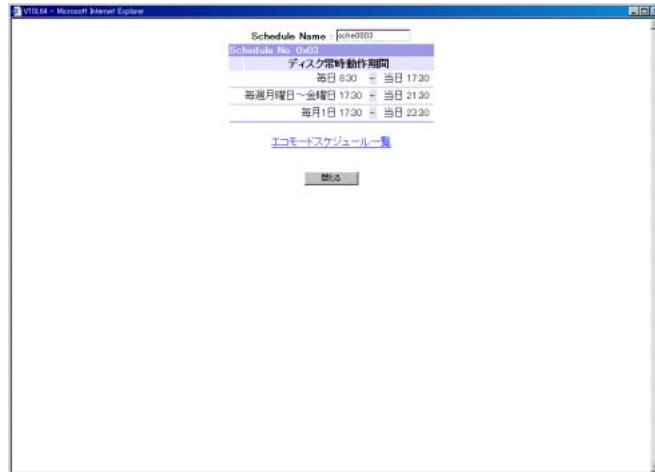 V10L64 - Microsoft Internet Explorer
Schedule Name : sche0003
Schedule No. 0x03
ディスク常時動作期間
毎日 8:30 ~ 当日 17:30
毎週月曜日～金曜日 17:30 ~ 当日 21:30
毎月1日 17:30 ~ 当日 23:30
エコモードスケジュール一覧
閉じる